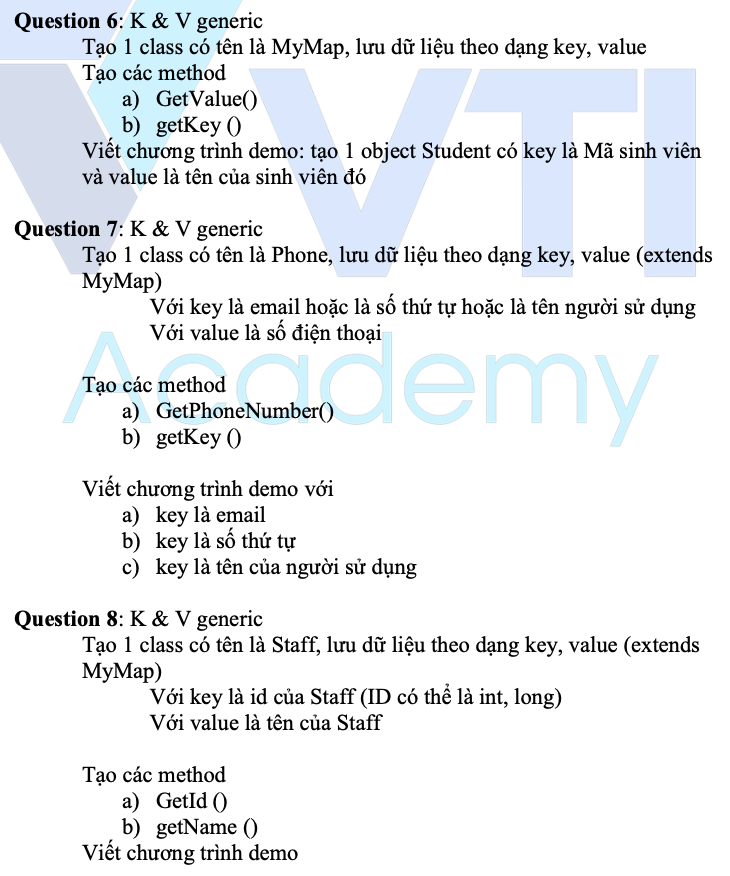 Question 6: K & V generic
Tạo 1 class có tên là MyMap, lưu dữ liệu theo dạng key, value
Tạo các method
a) GetValue()
b) getKey ()
Viết chương trình demo: tạo 1 object Student có key là Mã sinh viên
và value là tên của sinh viên đó
Question 7: K & V generic
Tạo 1 class có tên là Phone, lưu dữ liệu theo dạng key, value (extends
MyMap)
Với key là email hoặc là số thứ tự hoặc là tên người sử dụng
Với value là số điện thoại
Tạo các method
a) GetPhoneNumber()
b) getKey ()
Viết chương trình demo với
a) key là email
b) key là số thứ tự
c) key là tên của người sử dụng
Question 8: K & V generic
Tạo 1 class có tên là Staff, lưu dữ liệu theo dạng key, value (extends
MyMap)
Với key là id của Staff (ID có thể là int, long)
Với value là tên của Staff
Tạo các method
a) GetId ()
b) getName ()
Viết chương trình demo
VTI
Academy